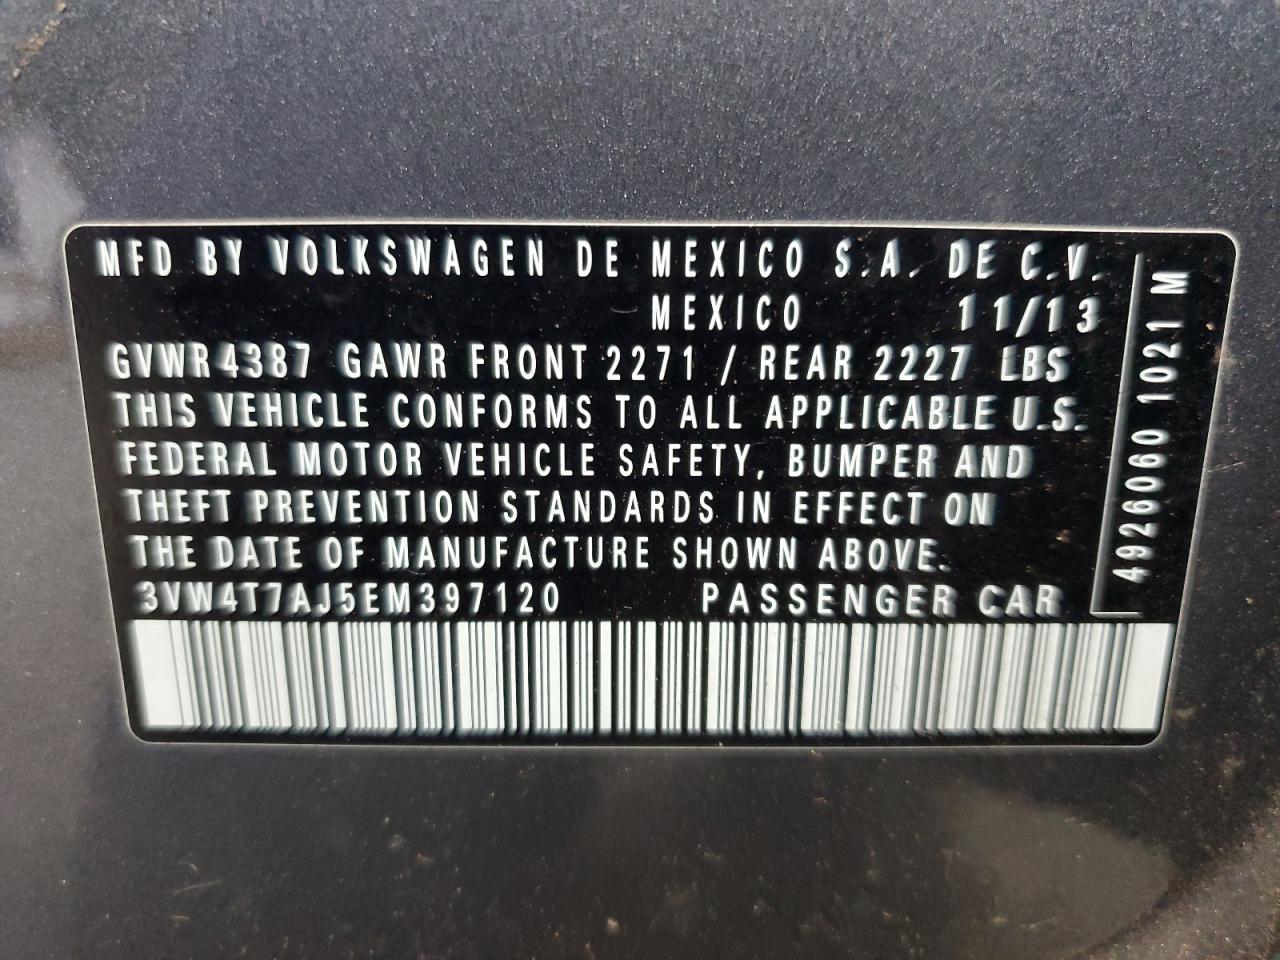 MFD BY VOLKSWAGEN DE MEXICO S.A. DE C.V.
MEXICO 11/13
GVWR4387 GAWR FRONT 2271 / REAR 2227 LBS
THIS VEHICLE CONFORMS TO ALL APPLICABLE U.S.
FEDERAL MOTOR VEHICLE SAFETY, BUMPER AND
THEFT PREVENTION STANDARDS IN EFFECT ON
THE DATE OF MANUFACTURE SHOWN ABOVE.
3VW4T7AJ5EM397120 PASSENGER CAR
4926060 1021 M